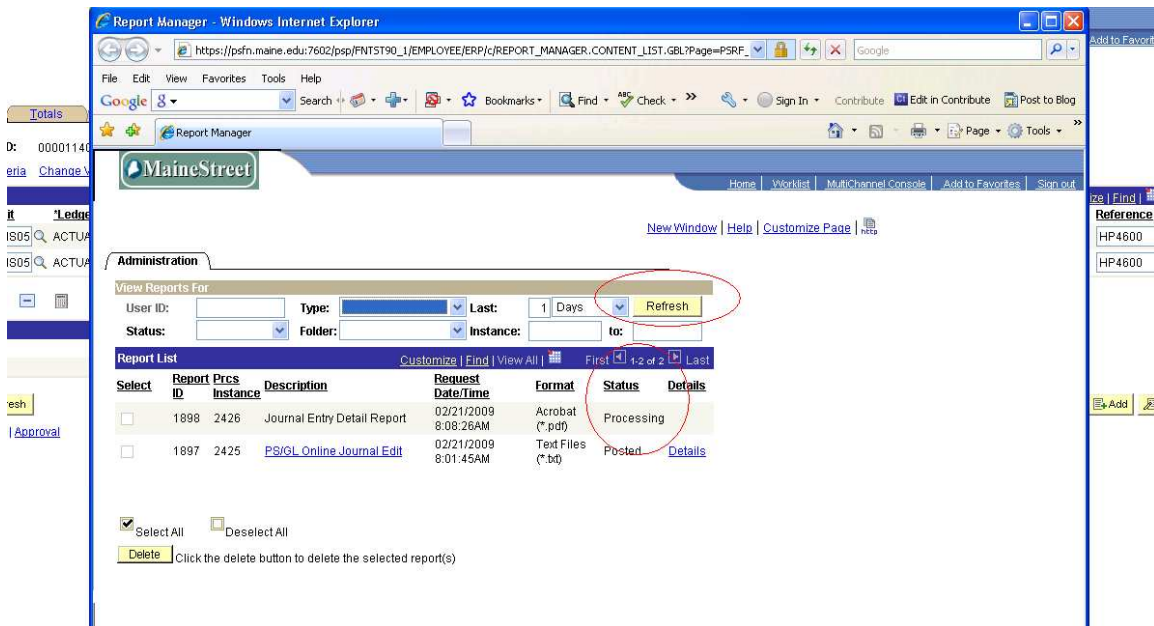 Report Manager - Windows Internet Explorer
https://psfn.maine.edu:7602/psp/FNTST90_1/EMPLOYEE/ERP/c/REPORT_MANAGER.CONTENT_LIST.GBL?Page=PSRF_
Google
Add to Favorit
File Edit View Favorites Tools Help
Google Search Bookmarks Find Check Sign In Contribute Edit in Contribute Post to Blog
Totals
Report Manager Page Tools
D: 00001140
MaineStreet
eria Change V
Home Worklist MultiChannel Console Add to Favorites Sign out
ize | Find |
it *Ledge
Reference
New Window | Help | Customize Page | http
IS05 ACTUA
HP4600
IS05 ACTUA
HP4600
Administration
View Reports For
User ID: Type: Last: 1 Days Refresh
Status: Folder: Instance: to:
Report List Customize | Find | View All | First 1-2 of 2 Last
Select Report ID Prcs Instance Description Request Date/Time Format Status Details
1898 2426 Journal Entry Detail Report 02/21/2009 8:08:26AM Acrobat (*.pdf) Processing
1897 2425 PS/GL Online Journal Edit 02/21/2009 8:01:45AM Text Files (*.txt) Posted Details
esh
Add
| Approval
Select All Deselect All
Delete Click the delete button to delete the selected report(s)